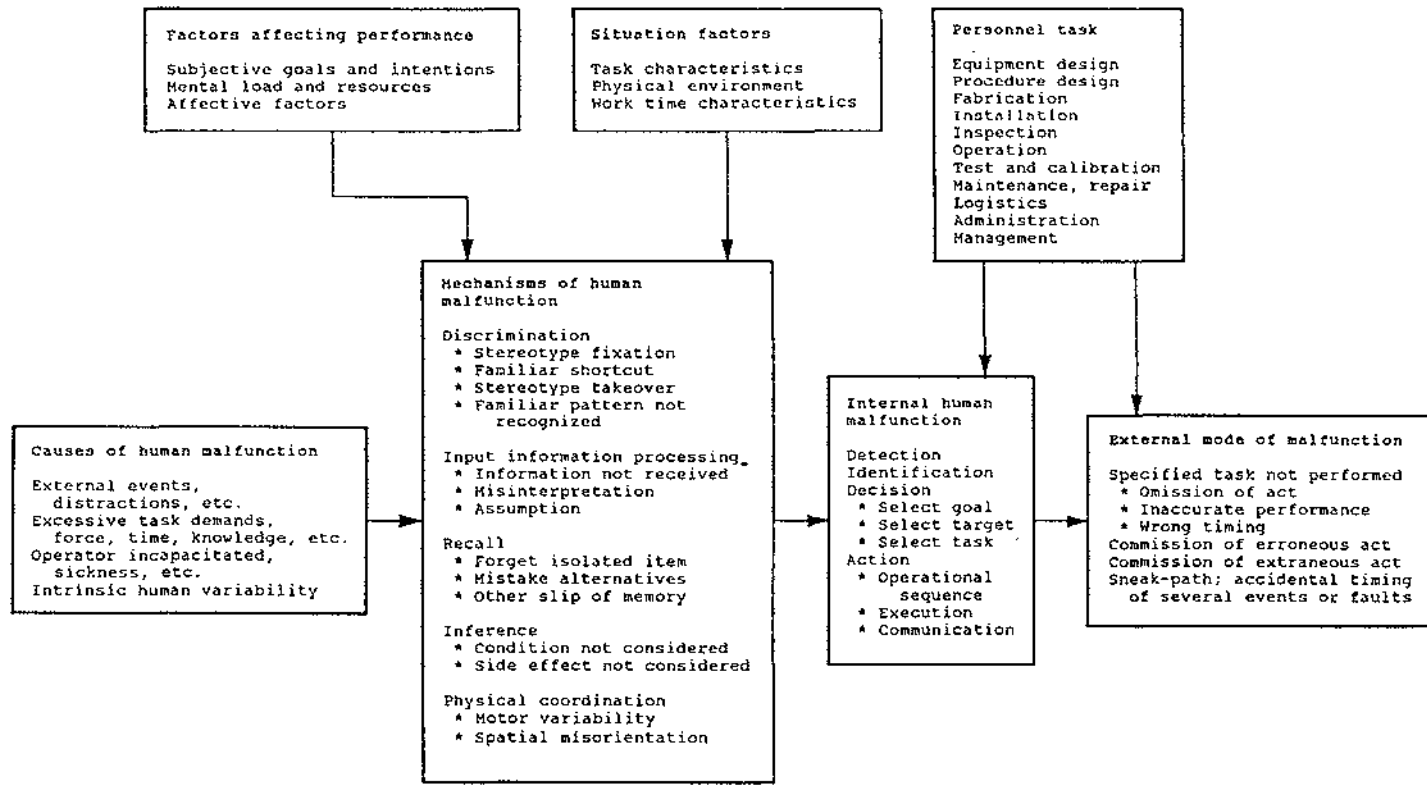 Factors affecting performance
Subjective goals and intentions
Mental load and resources
Affective factors
Situation factors
Task characteristics
Physical environment
Work time characteristics
Personnel task
Equipment design
Procedure design
Fabrication
Installation
Inspection
Operation
Test and calibration
Maintenance, repair
Logistics
Administration
Management
Causes of human malfunction
External events,
distractions, etc.
Excessive task demands,
force, time, knowledge, etc.
Operator incapacitated,
sickness, etc.
Intrinsic human variability
Mechanisms of human
malfunction
Discrimination
* Stereotype fixation
* Familiar shortcut
* Stereotype takeover
* Familiar pattern not
recognized
Input information processing
* Information not received
* Misinterpretation
* Assumption
Recall
* Forget isolated item
* Mistake alternatives
* Other slip of memory
Inference
* Condition not considered
* Side effect not considered
Physical coordination
* Motor variability
* Spatial misorientation
Internal human
malfunction
Detection
Identification
Decision
* Select goal
* Select target
* Select task
Action
* Operational
sequence
* Execution
* Communication
External mode of malfunction
Specified task not performed
* Omission of act
* Inaccurate performance
* Wrong timing
Commission of erroneous act
Commission of extraneous act
Sneak-path; accidental timing
of several events or faults